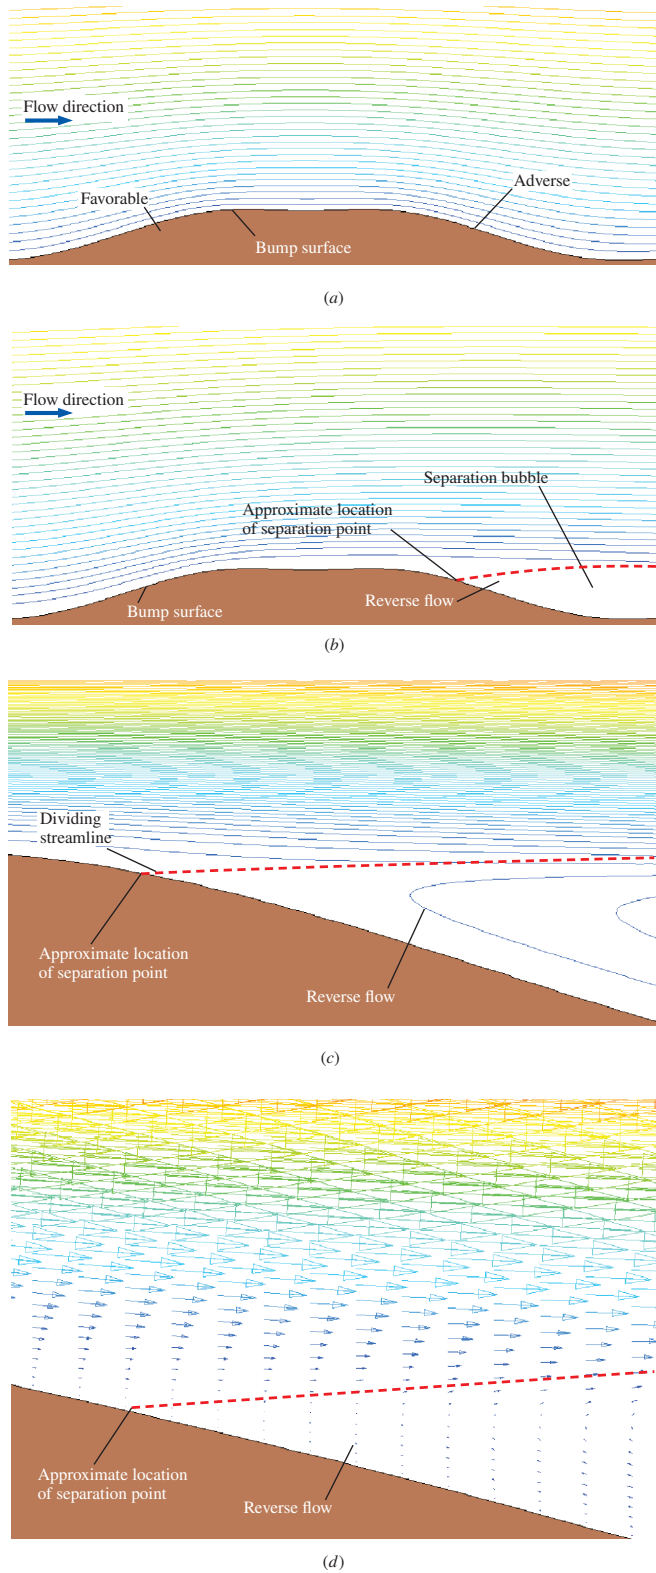 Flow direction
Favorable
Adverse
Bump surface
(a)
Flow direction
Separation bubble
Approximate location
of separation point
Reverse flow
Bump surface
(b)
Dividing
streamline
Approximate location
of separation point
Reverse flow
(c)
Approximate location
of separation point
Reverse flow
(d)